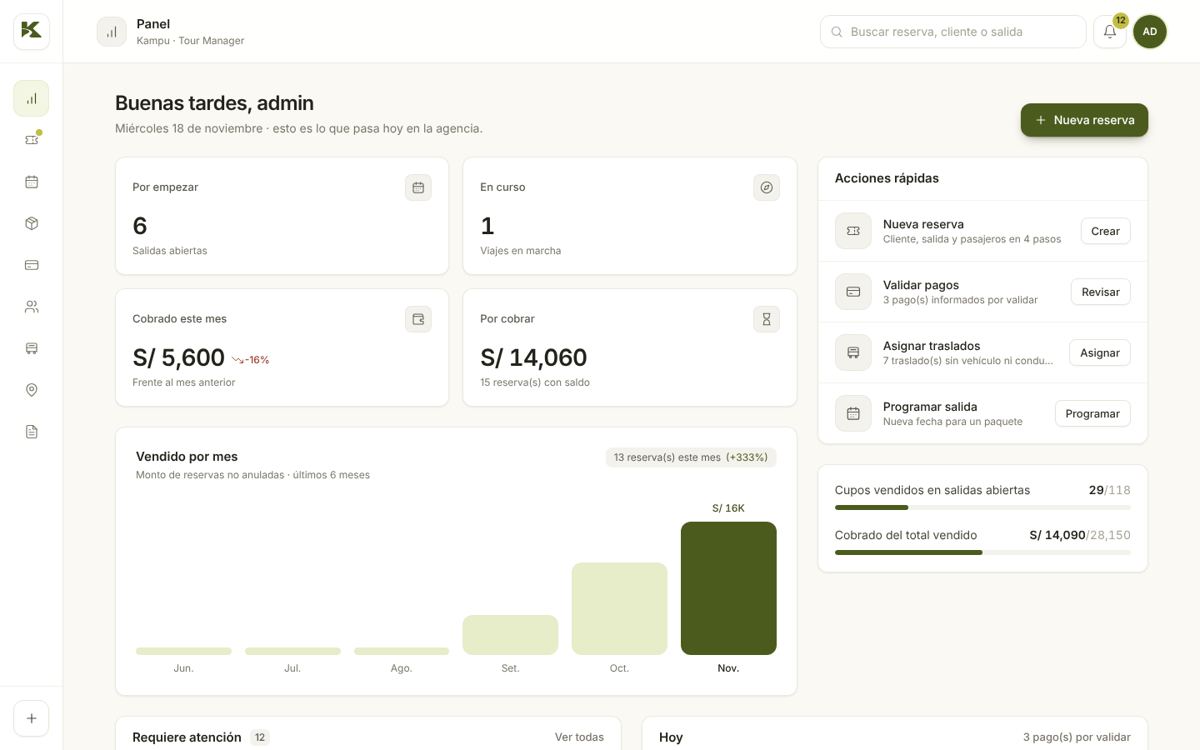 Panel
Kampu · Tour Manager
Buscar reserva, cliente o salida
12
AD
Buenas tardes, admin
Miércoles 18 de noviembre · esto es lo que pasa hoy en la agencia.
Nueva reserva
Por empezar
6
Salidas abiertas
En curso
1
Viajes en marcha
Cobrado este mes
S/ 5,600 -16%
Frente al mes anterior
Por cobrar
S/ 14,060
15 reserva(s) con saldo
Acciones rápidas
Nueva reserva
Cliente, salida y pasajeros en 4 pasos
Crear
Validar pagos
3 pago(s) informados por validar
Revisar
Asignar traslados
7 traslado(s) sin vehículo ni condu...
Asignar
Programar salida
Nueva fecha para un paquete
Programar
Vendido por mes
Monto de reservas no anuladas · últimos 6 meses
13 reserva(s) este mes (+333%)
S/ 16K
Jun.
Jul.
Ago.
Set.
Oct.
Nov.
Cupos vendidos en salidas abiertas 29/118
Cobrado del total vendido S/ 14,090/28,150
Requiere atención 12
Ver todas
Hoy
3 pago(s) por validar